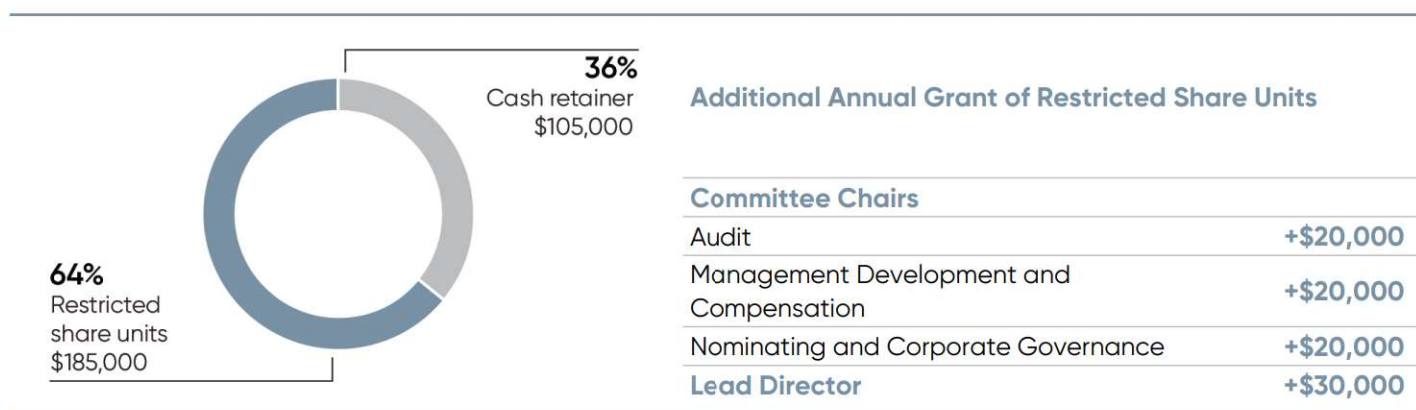 36%
Cash retainer
$105,000
64%
Restricted
share units
$185,000
Additional Annual Grant of Restricted Share Units
Committee Chairs
Audit +$20,000
Management Development and
Compensation +$20,000
Nominating and Corporate Governance +$20,000
Lead Director +$30,000